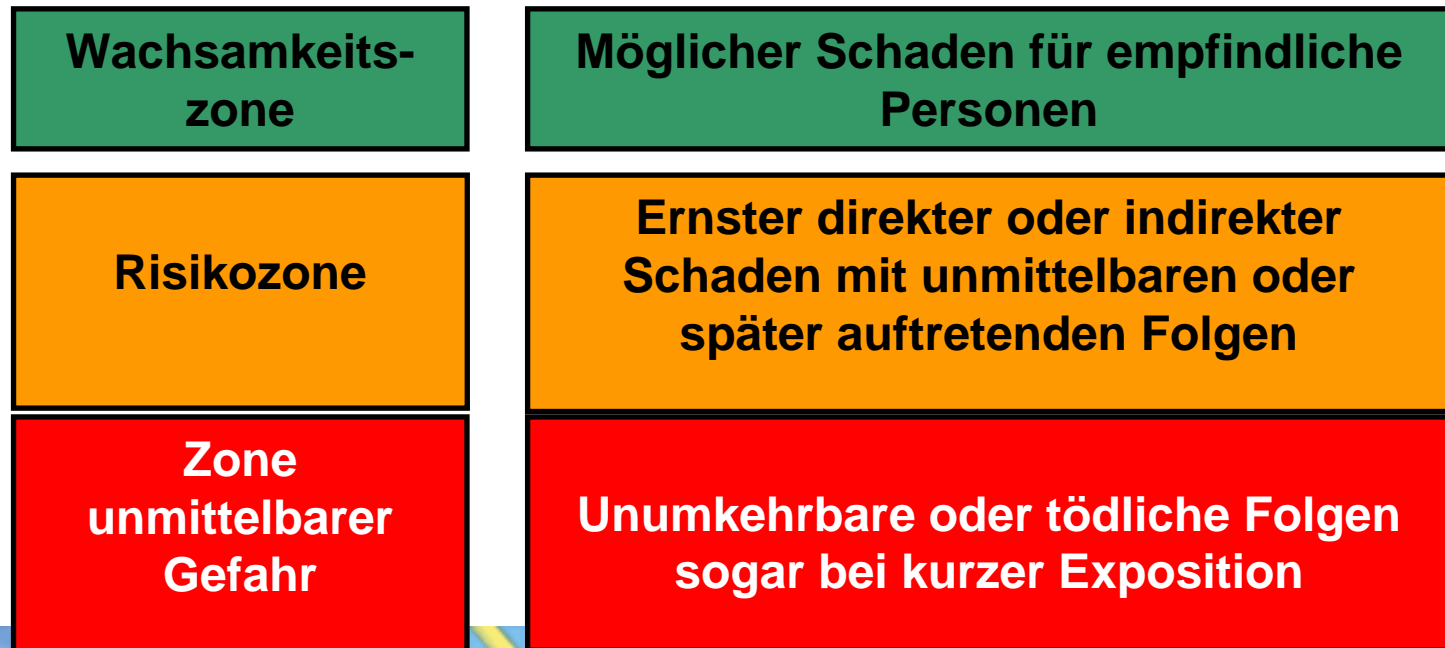 Wachsamkeits-
zone
Möglicher Schaden für empfindliche
Personen
Risikozone
Ernster direkter oder indirekter
Schaden mit unmittelbaren oder
später auftretenden Folgen
Zone
unmittelbarer
Gefahr
Unumkehrbare oder tödliche Folgen
sogar bei kurzer Exposition